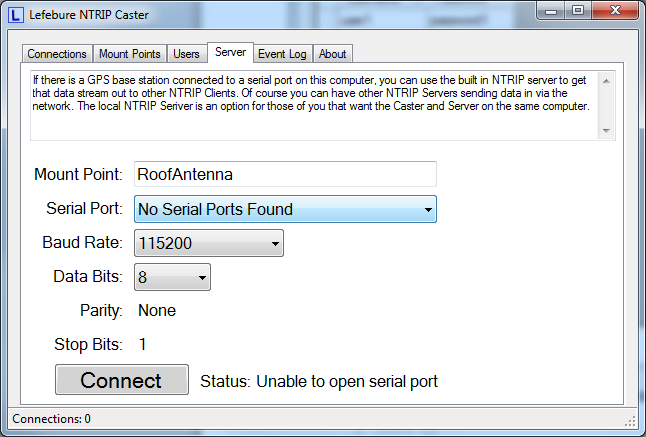 L Lefebure NTRIP Caster
Connections Mount Points Users Server Event Log About
If there is a GPS base station connected to a serial port on this computer, you can use the built in NTRIP server to get
that data stream out to other NTRIP Clients. Of course you can have other NTRIP Servers sending data in via the
network. The local NTRIP Seriver is an option for those of you that want the Caster and Server on the same computer.
Mount Point: RoofAntenna
Serial Port: No Serial Ports Found
Baud Rate: 115200
Data Bits: 8
Parity: None
Stop Bits: 1
Connect Status: Unable to open serial port
Connections: 0